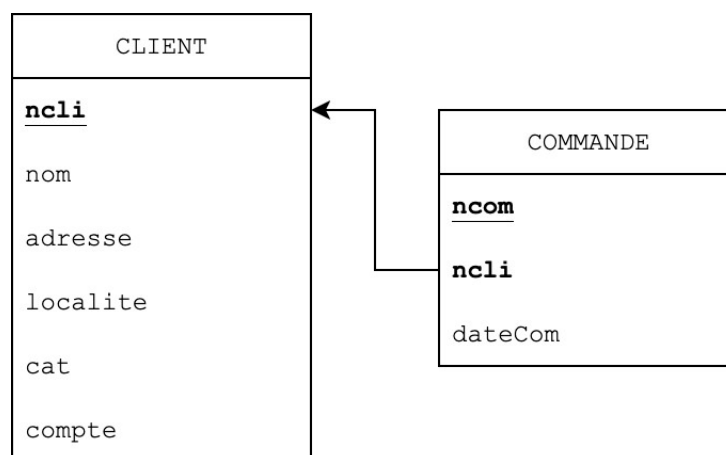 CLIENT
ncli
nom
adresse
localite
cat
compte
COMMANDE
ncom
ncli
dateCom